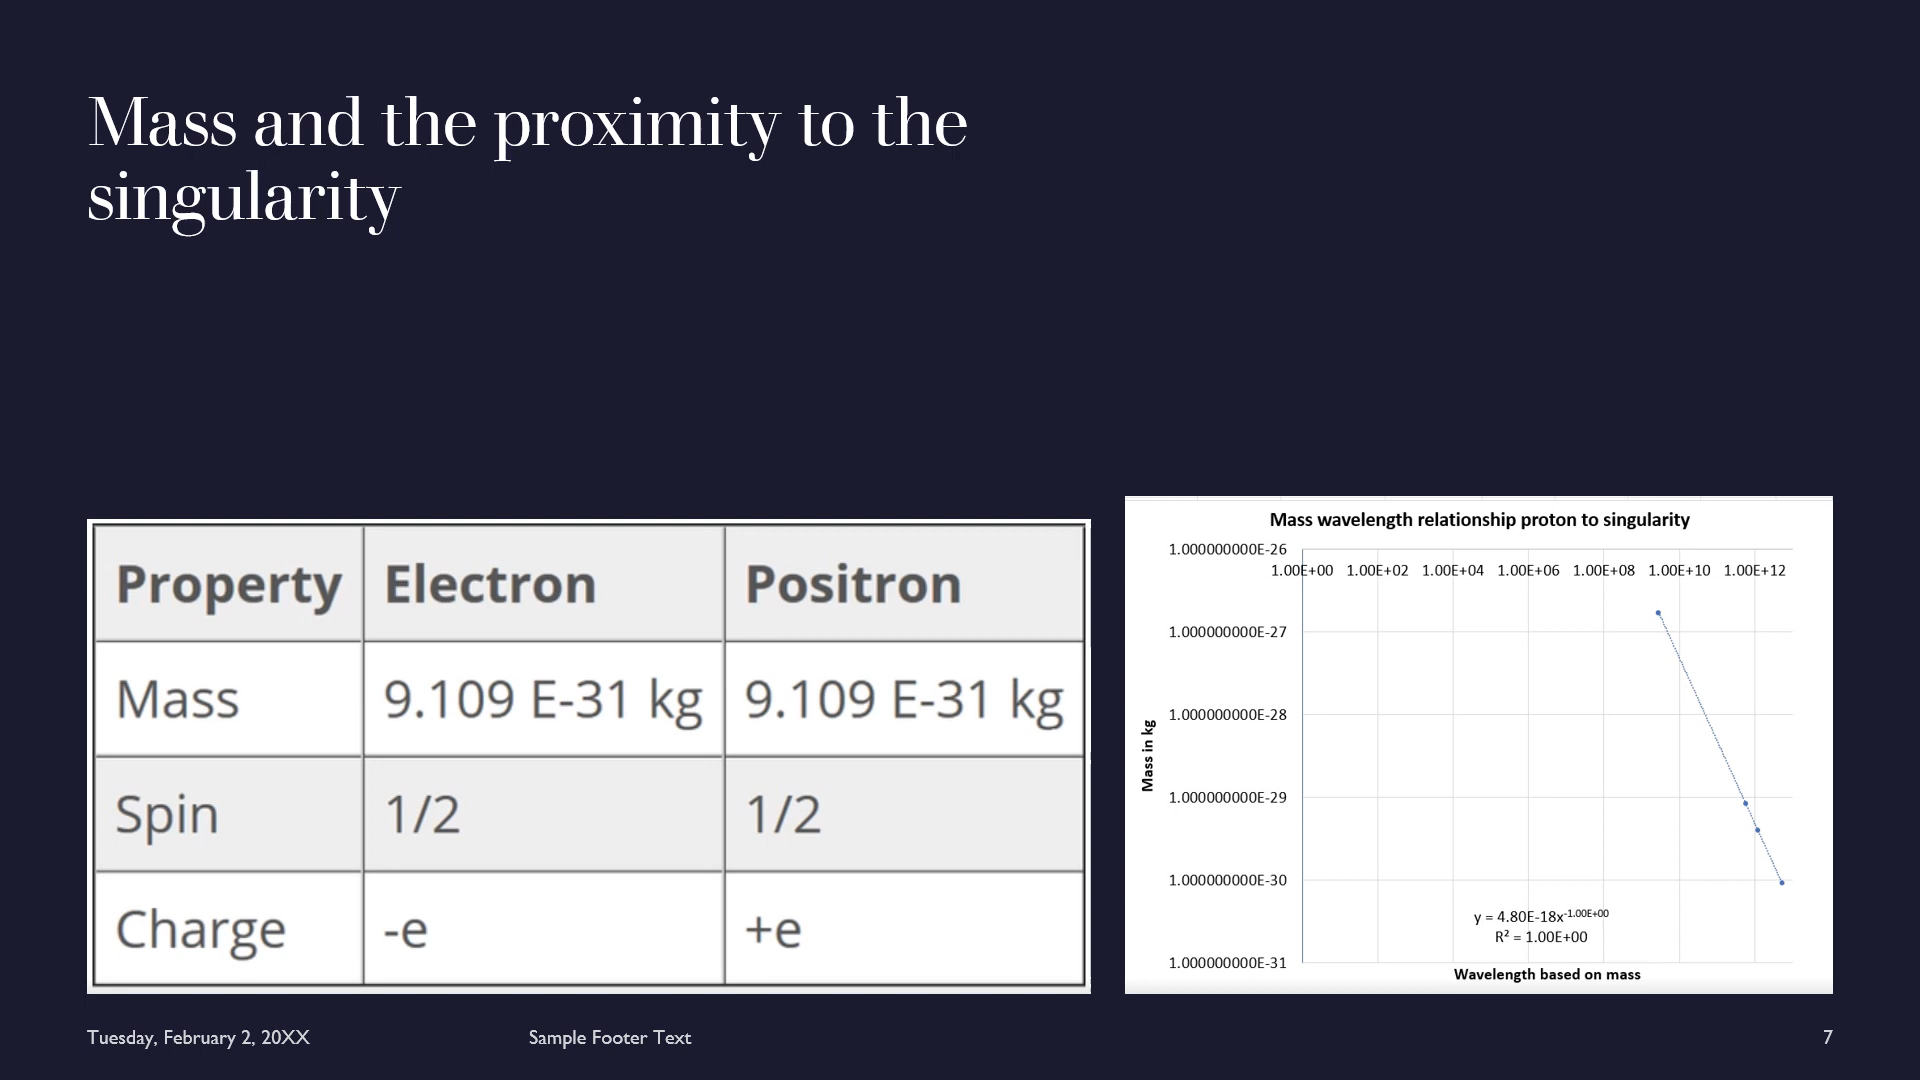 Mass and the proximity to the
singularity
Property Electron Positron
Mass 9.109 E-31 kg 9.109 E-31 kg
Spin 1/2 1/2
Charge -e +e
Mass wavelength relationship proton to singularity
1.000000000E-26
1.00E+00 1.00E+02 1.00E+04 1.00E+06 1.00E+08 1.00E+10 1.00E+12
1.000000000E-27
1.000000000E-28
Mass in kg
1.000000000E-29
1.000000000E-30
y = 4.80E-18x^-1.00E+00
R² = 1.00E+00
1.000000000E-31
Wavelength based on mass
Tuesday, February 2, 20XX Sample Footer Text 7